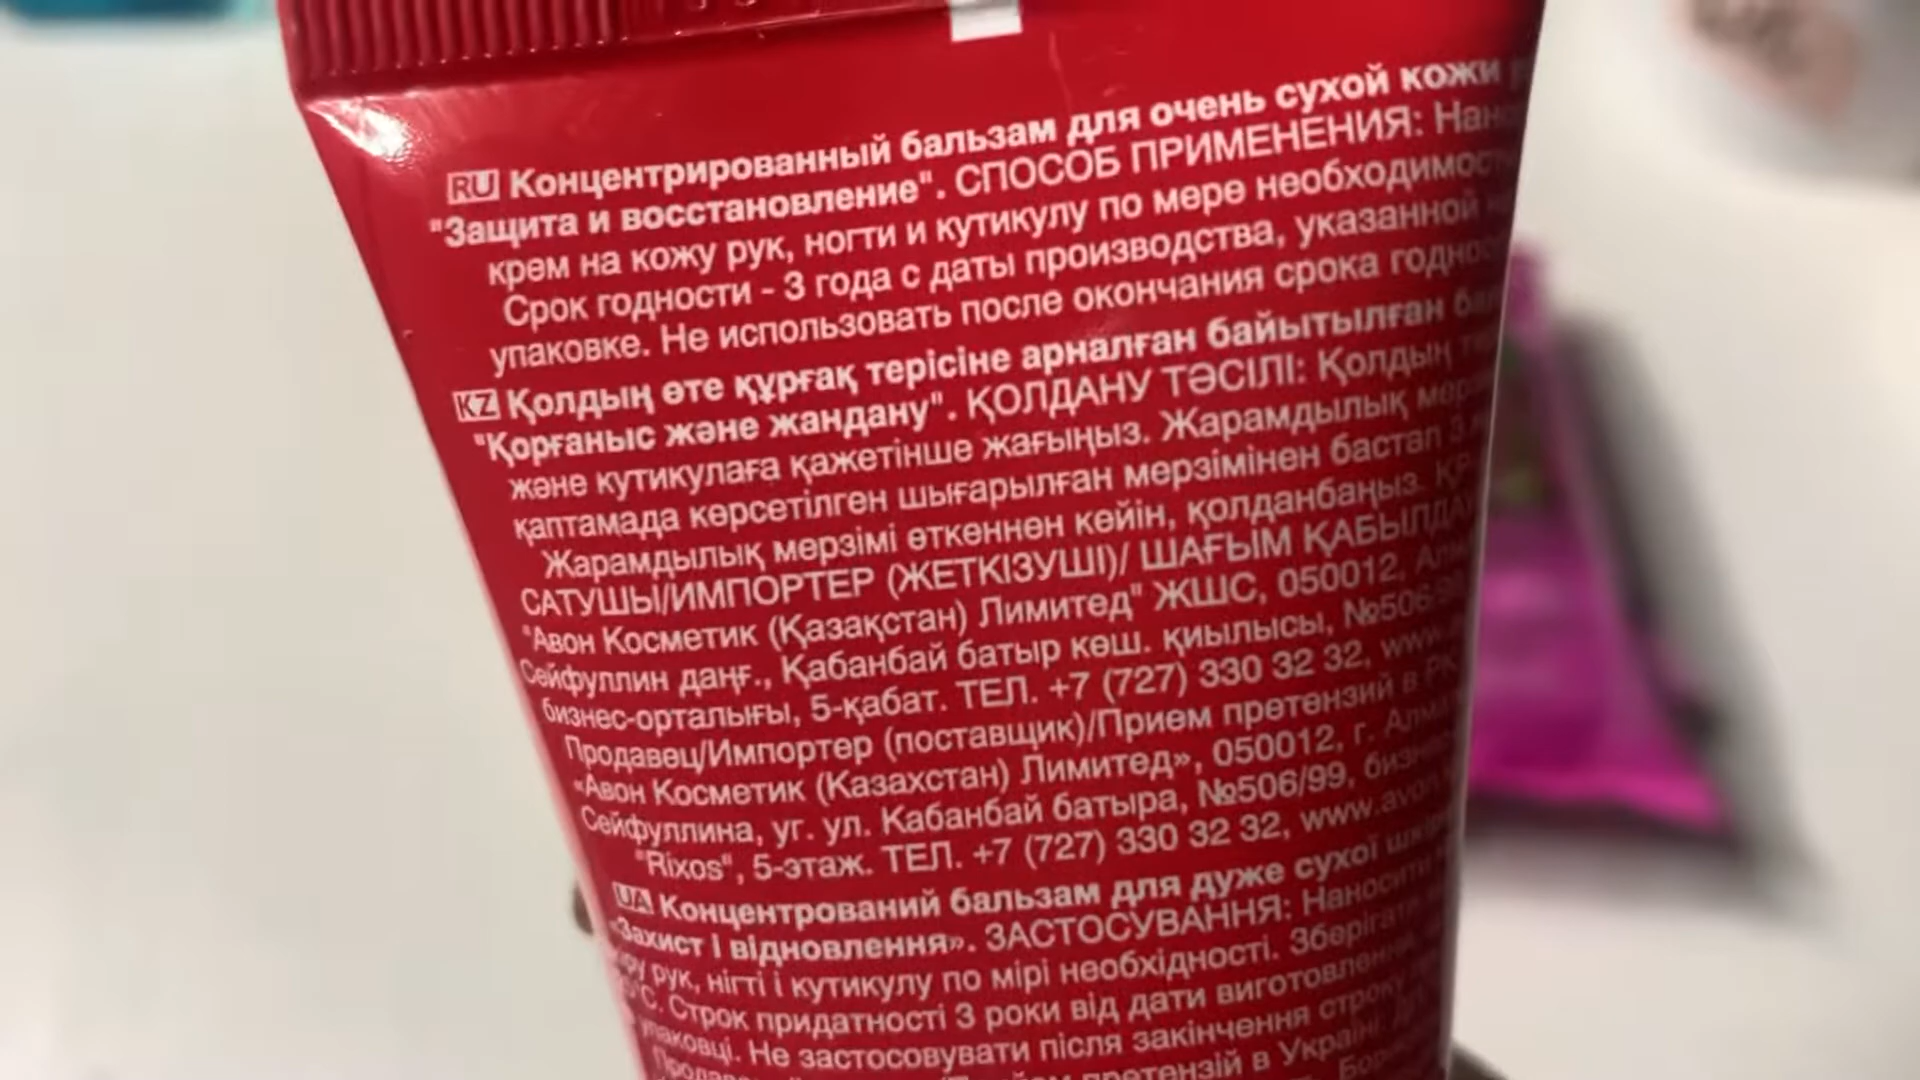 RU Концентрированный бальзам для очень сухой кожи
"Защита и восстановление". СПОСОБ ПРИМЕНЕНИЯ:
крем на кожу рук, ногти и кутикулу по мере
Срок годности - 3 года с даты производства, указанной
упаковке. Не использовать после окончания срока
KZ Қолдың өте құрғақ терісіне арналған байытылған
"Қорғаныс және жандану". ҚОЛДАНУ ТӘСІЛІ: Қолдың
және кутикулаға қажетінше жағыңыз. Жарамдылық
қаптамада көрсетілген шығарылған мерзімінен бастап 3
Жарамдылық мерзімі өткеннен кейін, қолданбаңыз.
САТУШЫ/ИМПОРТЕР (ЖЕТКІЗУШІ)/ ШАҒЫМ
"Авон Косметик (Қазақстан) Лимитед" ЖШС, 050012,
Сейфуллин даңғ., Қабанбай батыр көш. қиылысы,
бизнес-орталығы, 5-қабат. ТЕЛ. +7 (727) 330 32 32,
Продавец/Импортер (поставщик)/Прием претензий в РК
«Авон Косметик (Казахстан) Лимитед», 050012, г.
Сейфуллина, уг. ул. Кабанбай батыра, №506/99,
"Rixos", 5-этаж. ТЕЛ. +7 (727) 330 32 32,
UA Концентрований бальзам для дуже сухої
«Захист і відновлення». ЗАСТОСУВАННЯ:
рук, нігті і кутикулу по мірі необхідності.
Строк придатності 3 роки від дати
Не застосовувати після закінчення строку
претензій в Україні: